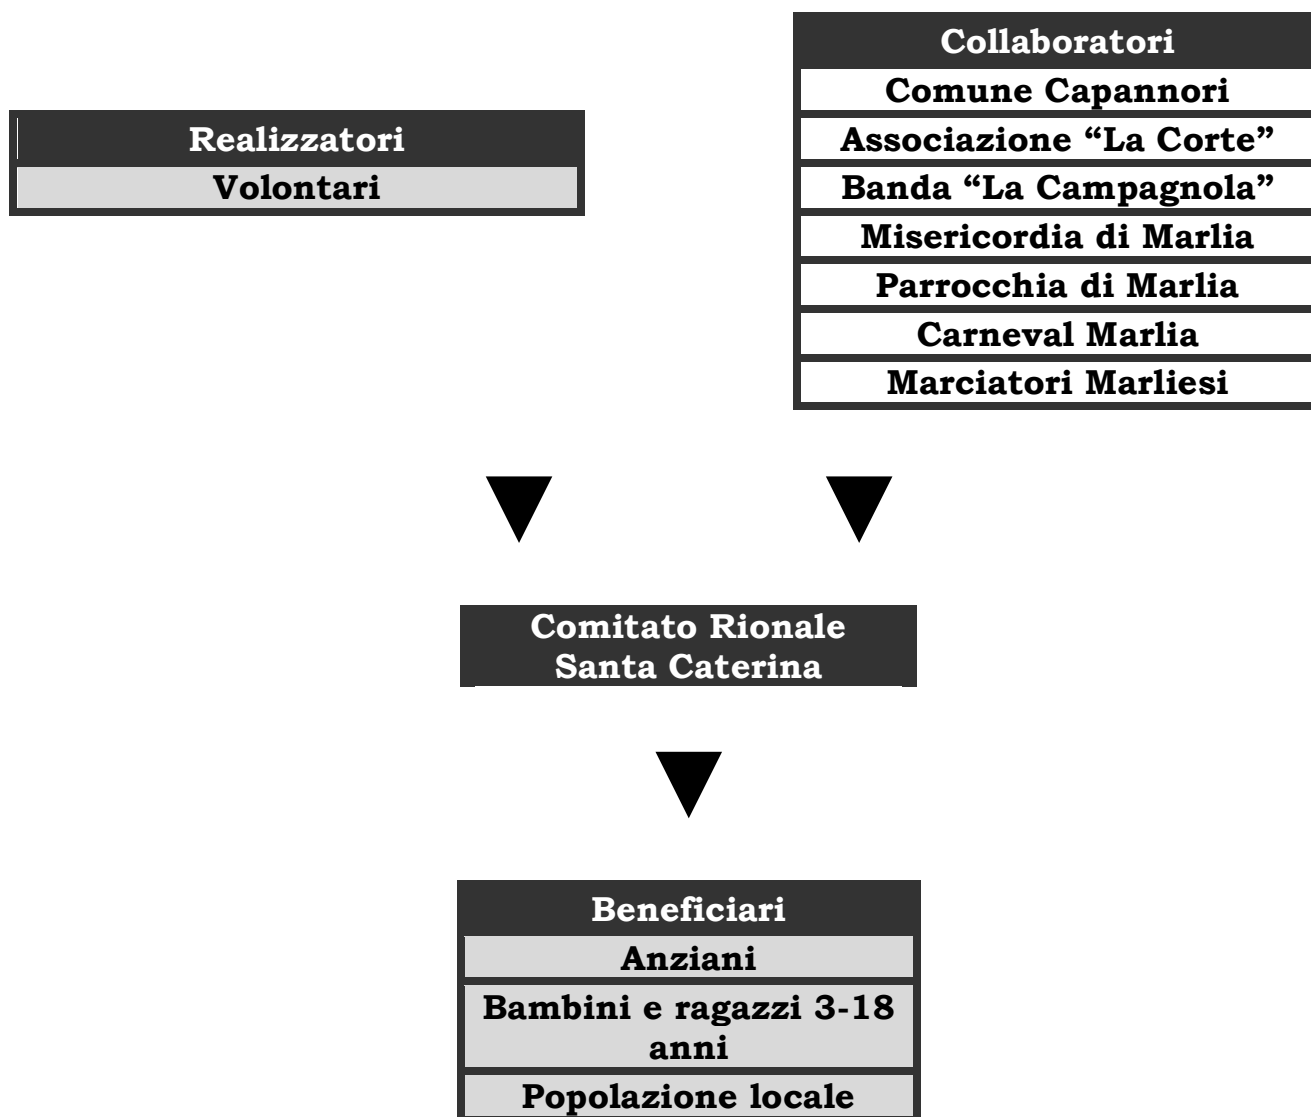 Collaboratori
Comune Capannori
Associazione “La Corte”
Banda “La Campagnola”
Misericordia di Marlia
Parrocchia di Marlia
Carneval Marlia
Marciatori Marliesi
Realizzatori
Volontari
Comitato Rionale
Santa Caterina
Beneficiari
Anziani
Bambini e ragazzi 3-18
anni
Popolazione locale